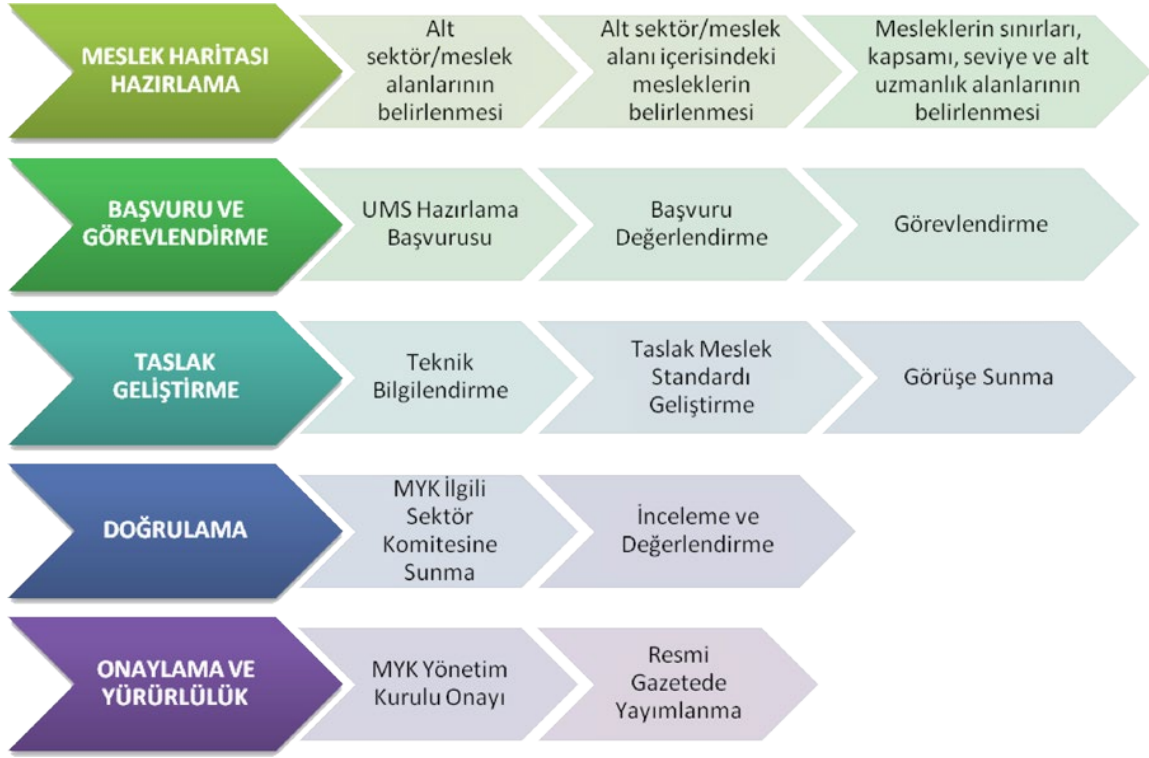 MESLEK HARİTASI
HAZIRLAMA
Alt
sektör/meslek
alanlarının
belirlenmesi
Alt sektör/meslek
alanı içerisindeki
mesleklerin
belirlenmesi
Mesleklerin sınırları,
kapsamı, seviye ve alt
uzmanlık alanlarının
belirlenmesi
BAŞVURU VE
GÖREVLENDİRME
UMS Hazırlama
Başvurusu
Başvuru
Değerlendirme
Görevlendirme
TASLAK
GELİŞTİRME
Teknik
Bilgilendirme
Taslak Meslek
Standardı
Geliştirme
Görüşe Sunma
DOĞRULAMA
MYK İlgili
Sektör
Komitesine
Sunma
İnceleme ve
Değerlendirme
ONAYLAMA VE
YÜRÜRLÜLÜK
MYK Yönetim
Kurulu Onayı
Resmi
Gazetede
Yayımlanma